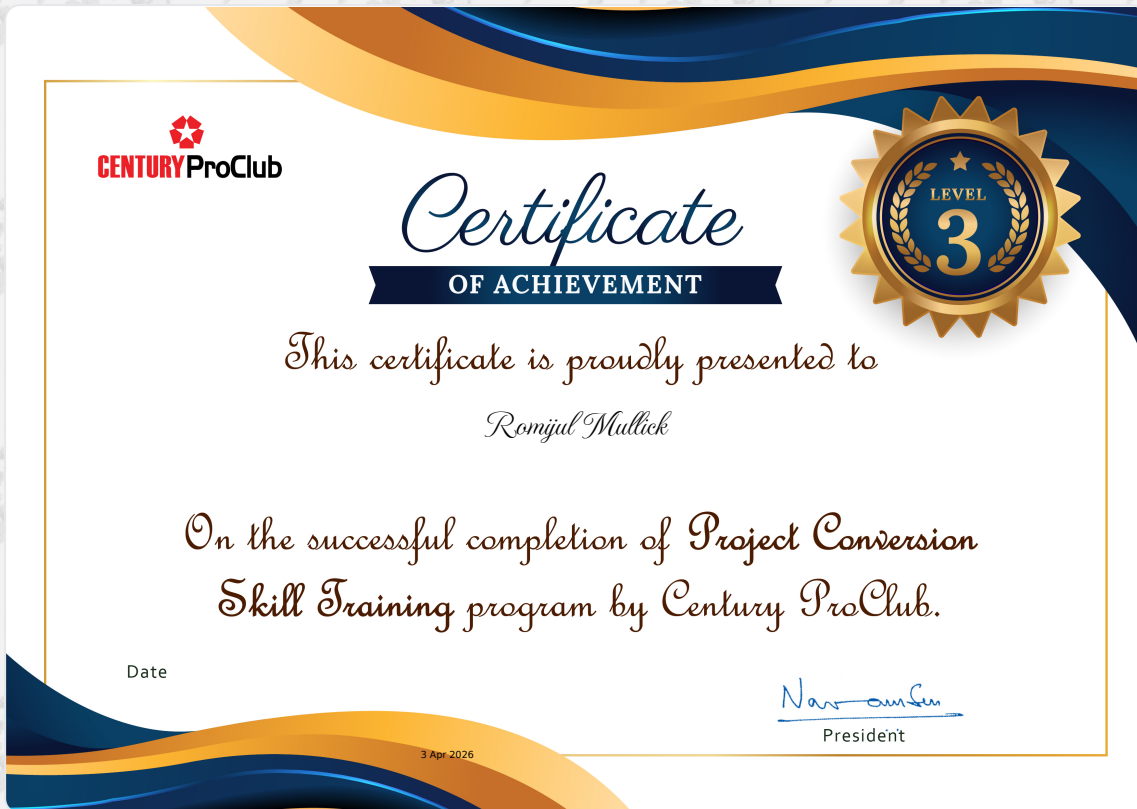 CENTURY ProClub
LEVEL
3
Certificate
OF ACHIEVEMENT
This certificate is proudly presented to
Romijul Mullick
On the successful completion of Project Conversion
Skill Training program by Century ProClub.
Date
President
3 Apr 2026